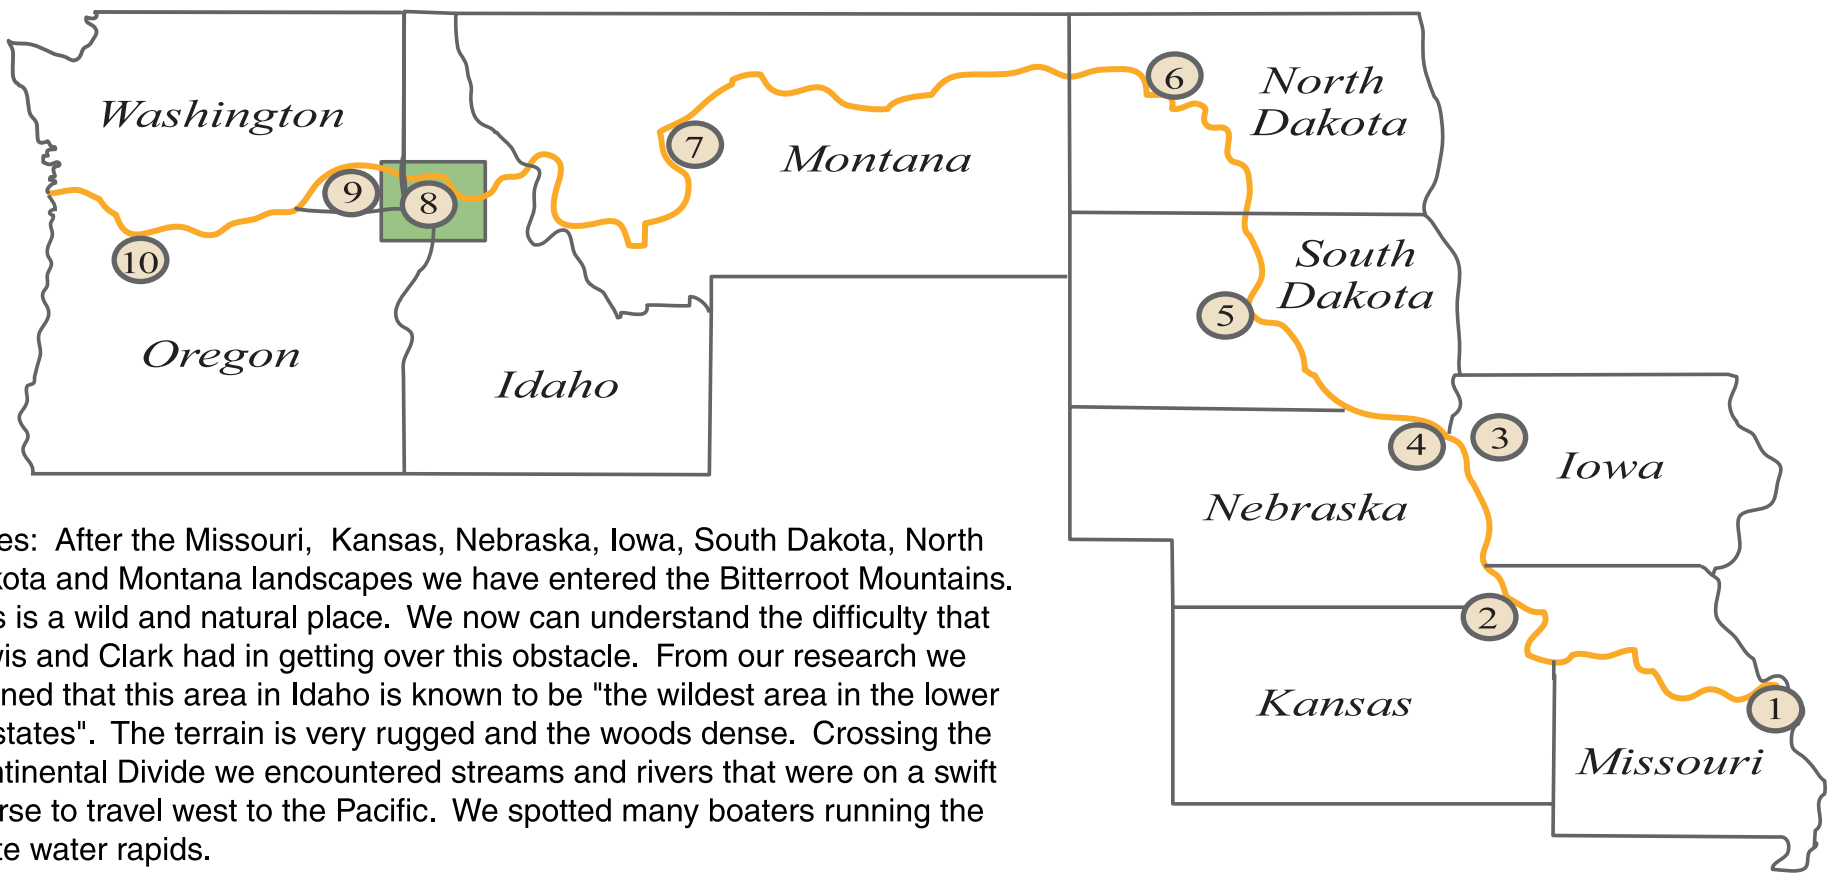 Washington
Montana
North
Dakota
6
7
9
8
10
South
Dakota
5
Oregon
Idaho
4
3
Iowa
Nebraska
2
Kansas
1
Missouri
es: After the Missouri, Kansas, Nebraska, Iowa, South Dakota, North
kota and Montana landscapes we have entered the Bitterroot Mountains.
s is a wild and natural place. We now can understand the difficulty that
wis and Clark had in getting over this obstacle. From our research we
ned that this area in Idaho is known to be "the wildest area in the lower
states". The terrain is very rugged and the woods dense. Crossing the
ntinental Divide we encountered streams and rivers that were on a swift
rse to travel west to the Pacific. We spotted many boaters running the
te water rapids.